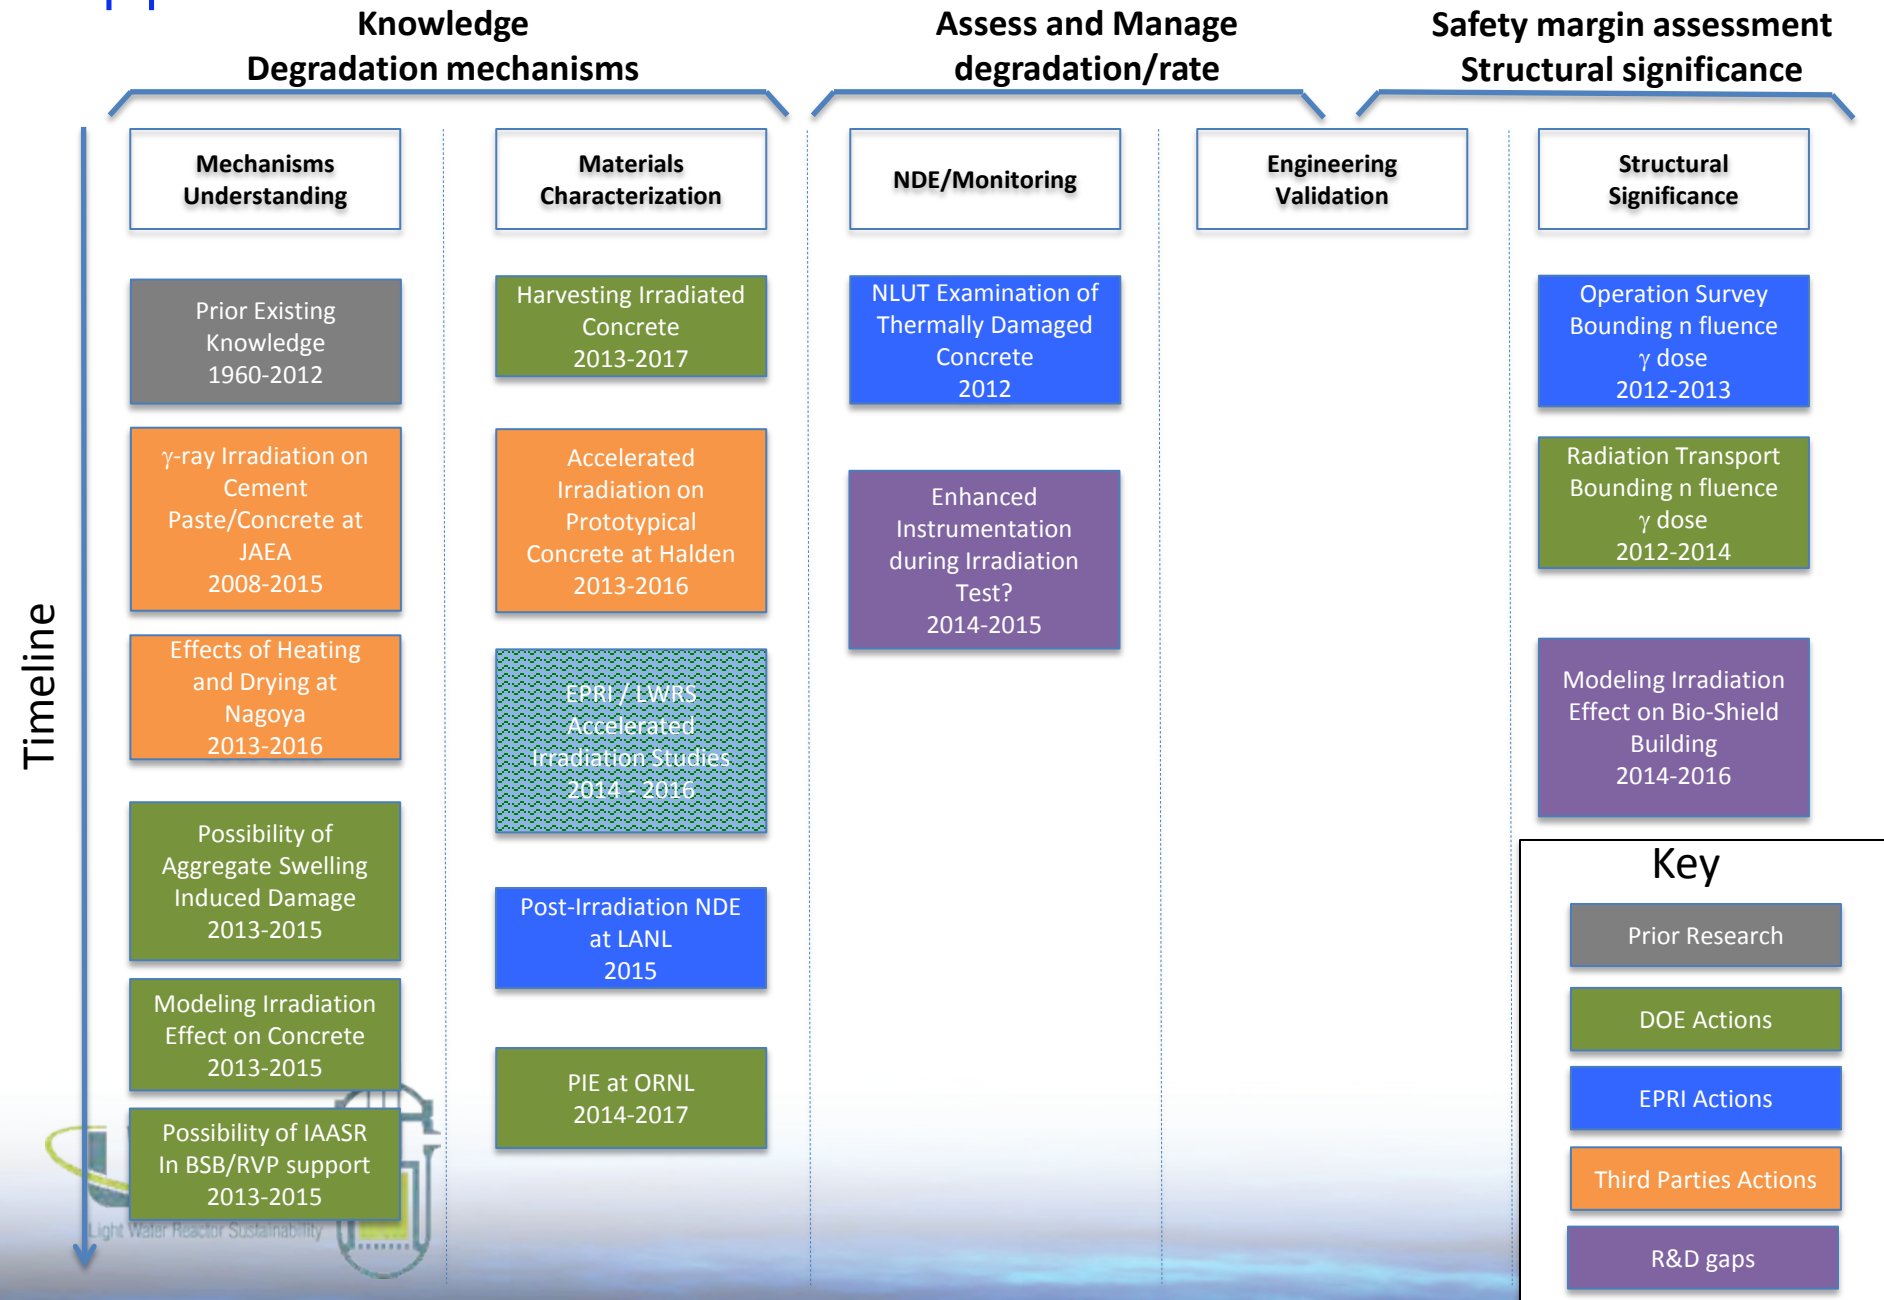 Knowledge
Degradation mechanisms
Assess and Manage
degradation/rate
Safety margin assessment
Structural significance
Timeline
Mechanisms
Understanding
Prior Existing
Knowledge
1960-2012
γ-ray Irradiation on
Cement
Paste/Concrete at
JAEA
2008-2015
Effects of Heating
and Drying at
Nagoya
2013-2016
Possibility of
Aggregate Swelling
Induced Damage
2013-2015
Modeling Irradiation
Effect on Concrete
2013-2015
Possibility of IAASR
In BSB/RVP support
2013-2015
Light Water Reactor Sustainability
Materials
Characterization
Harvesting Irradiated
Concrete
2013-2017
Accelerated
Irradiation on
Prototypical
Concrete at Halden
2013-2016
EPRI / LWRS
Accelerated
Irradiation Studies
2014 - 2016
Post-Irradiation NDE
at LANL
2015
PIE at ORNL
2014-2017
NDE/Monitoring
NLUT Examination of
Thermally Damaged
Concrete
2012
Enhanced
Instrumentation
during Irradiation
Test?
2014-2015
Engineering
Validation
Structural
Significance
Operation Survey
Bounding n fluence
γ dose
2012-2013
Radiation Transport
Bounding n fluence
γ dose
2012-2014
Modeling Irradiation
Effect on Bio-Shield
Building
2014-2016
Key
Prior Research
DOE Actions
EPRI Actions
Third Parties Actions
R&D gaps